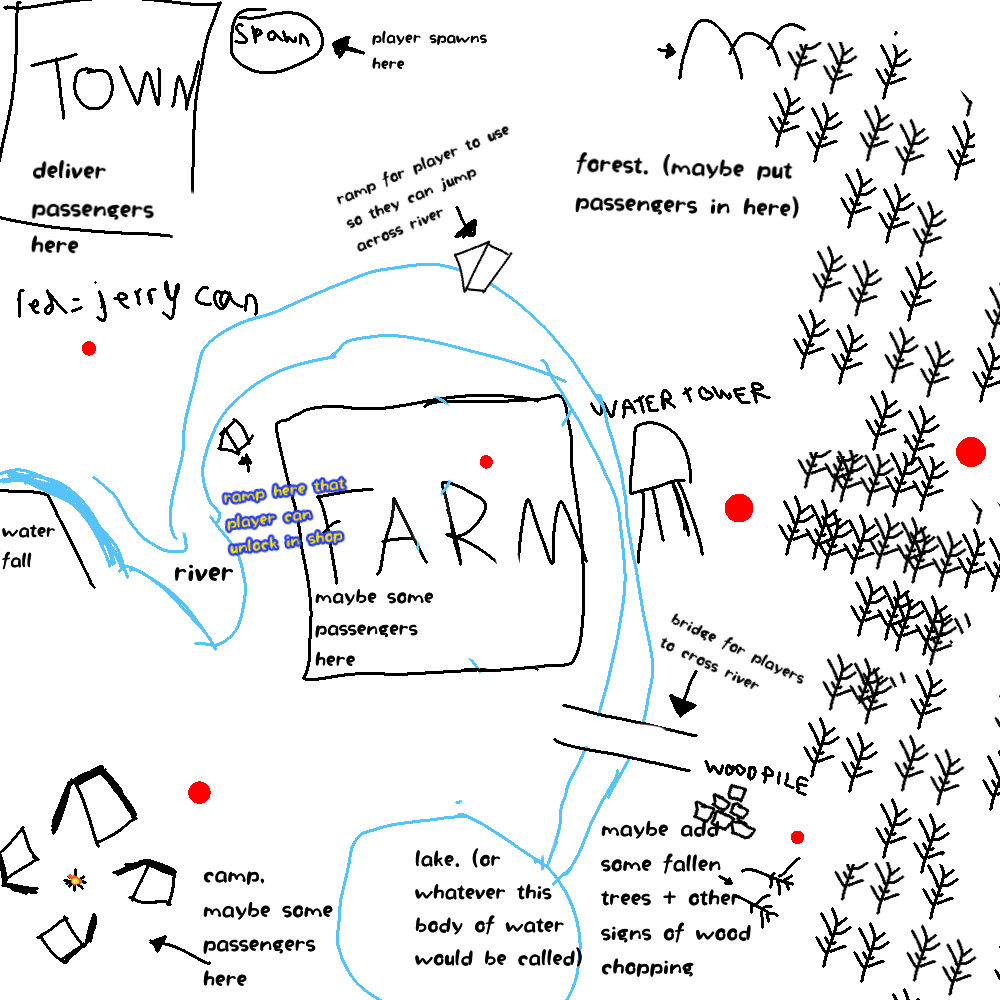 Spawn
player spawns
here
TOWN
deliver
passengers
here
ramp for player to use
so they can jump
across river
forest. (maybe put
passengers in here)
red= jerry can
WATER TOWER
ramp here that
player can
unlock in shop
FARM
maybe some
passengers
here
water
fall
river
bridge for players
to cross river
WOODPILE
maybe add
some fallen
trees + other
signs of wood
chopping
lake. (or
whatever this
body of water
would be called)
camp,
maybe some
passengers
here